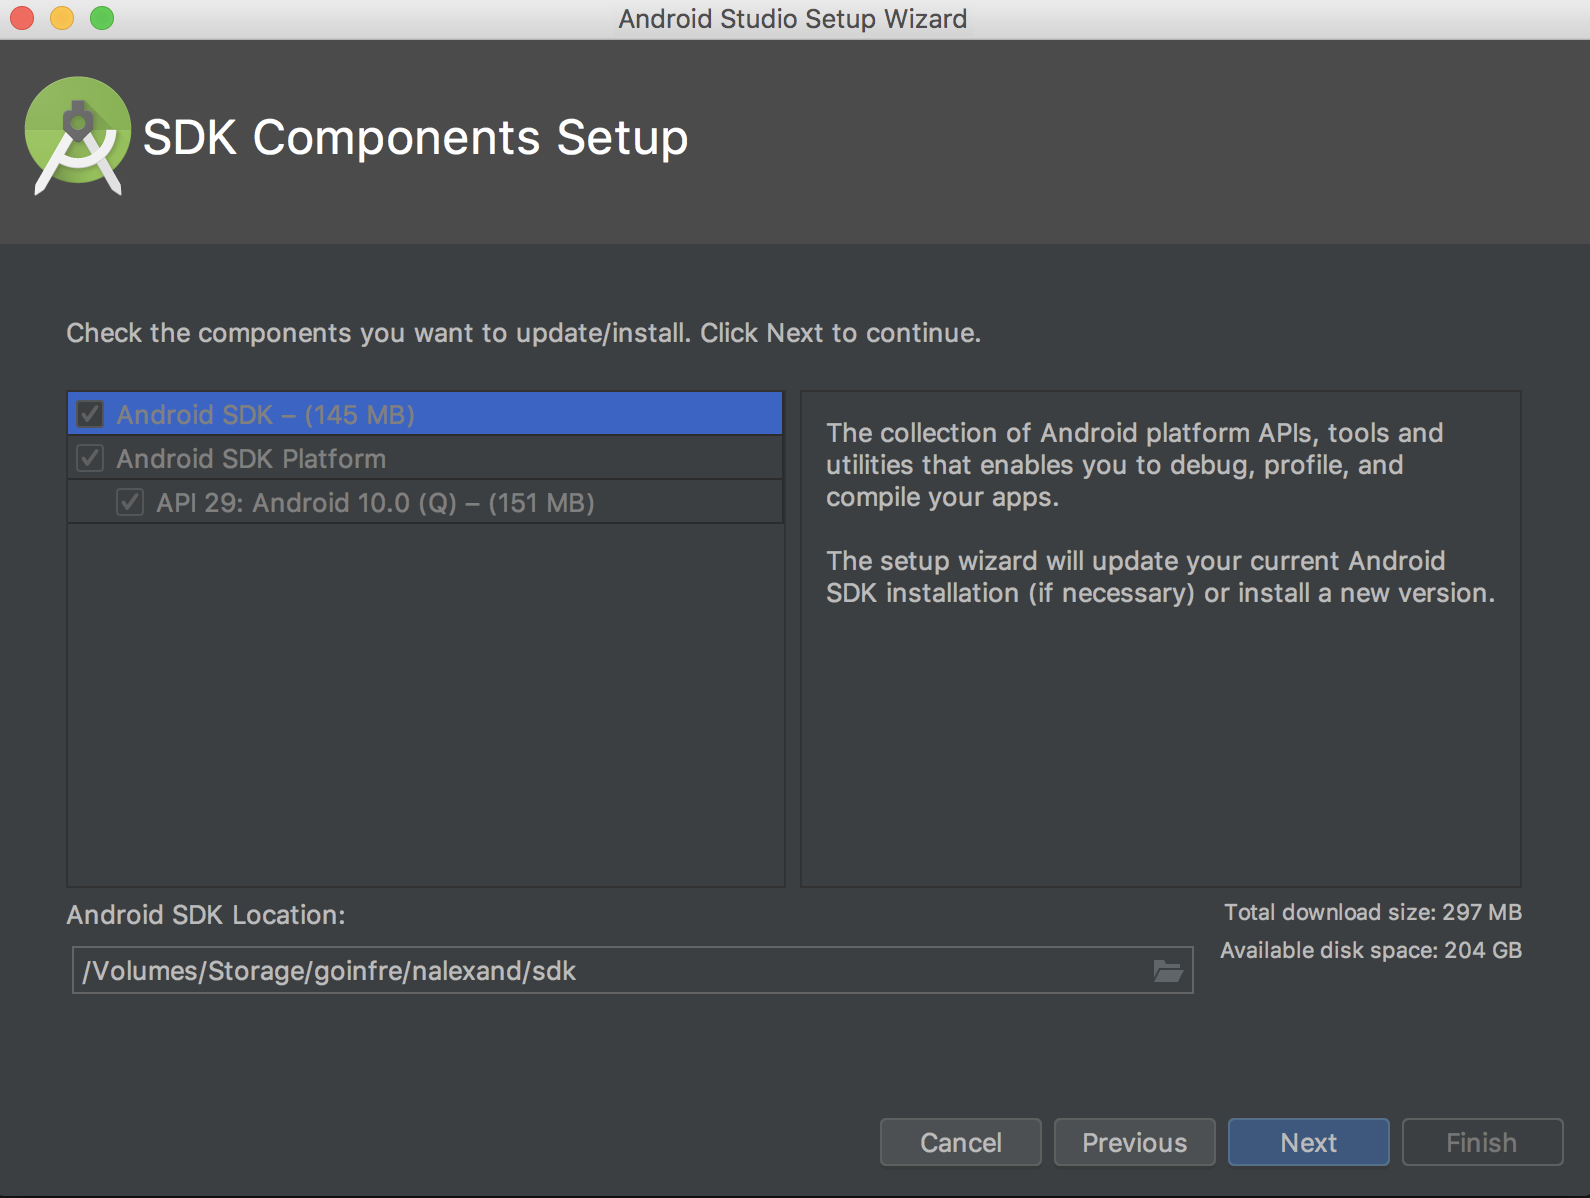 Android Studio Setup Wizard
SDK Components Setup
Check the components you want to update/install. Click Next to continue.
Android SDK – (145 MB)
Android SDK Platform
API 29: Android 10.0 (Q) – (151 MB)
The collection of Android platform APIs, tools and
utilities that enables you to debug, profile, and
compile your apps.
The setup wizard will update your current Android
SDK installation (if necessary) or install a new version.
Android SDK Location:
/Volumes/Storage/goinfre/nalexand/sdk
Total download size: 297 MB
Available disk space: 204 GB
Cancel
Previous
Next
Finish